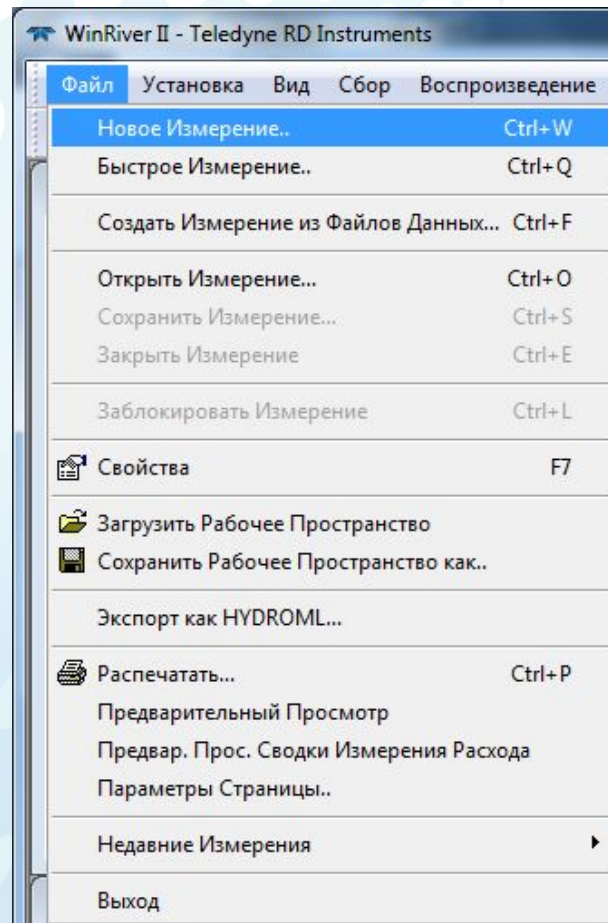 WinRiver II - Teledyne RD Instruments
Файл Установка Вид Сбор Воспроизведение
Новое Измерение.. Ctrl+W
Быстрое Измерение.. Ctrl+Q
Создать Измерение из Файлов Данных... Ctrl+F
Открыть Измерение... Ctrl+O
Сохранить Измерение... Ctrl+S
Закрыть Измерение Ctrl+E
Заблокировать Измерение Ctrl+L
Свойства F7
Загрузить Рабочее Пространство
Сохранить Рабочее Пространство как..
Экспорт как HYDROML...
Распечатать... Ctrl+P
Предварительный Просмотр
Предвар. Прос. Сводки Измерения Расхода
Параметры Страницы..
Недавние Измерения
Выход